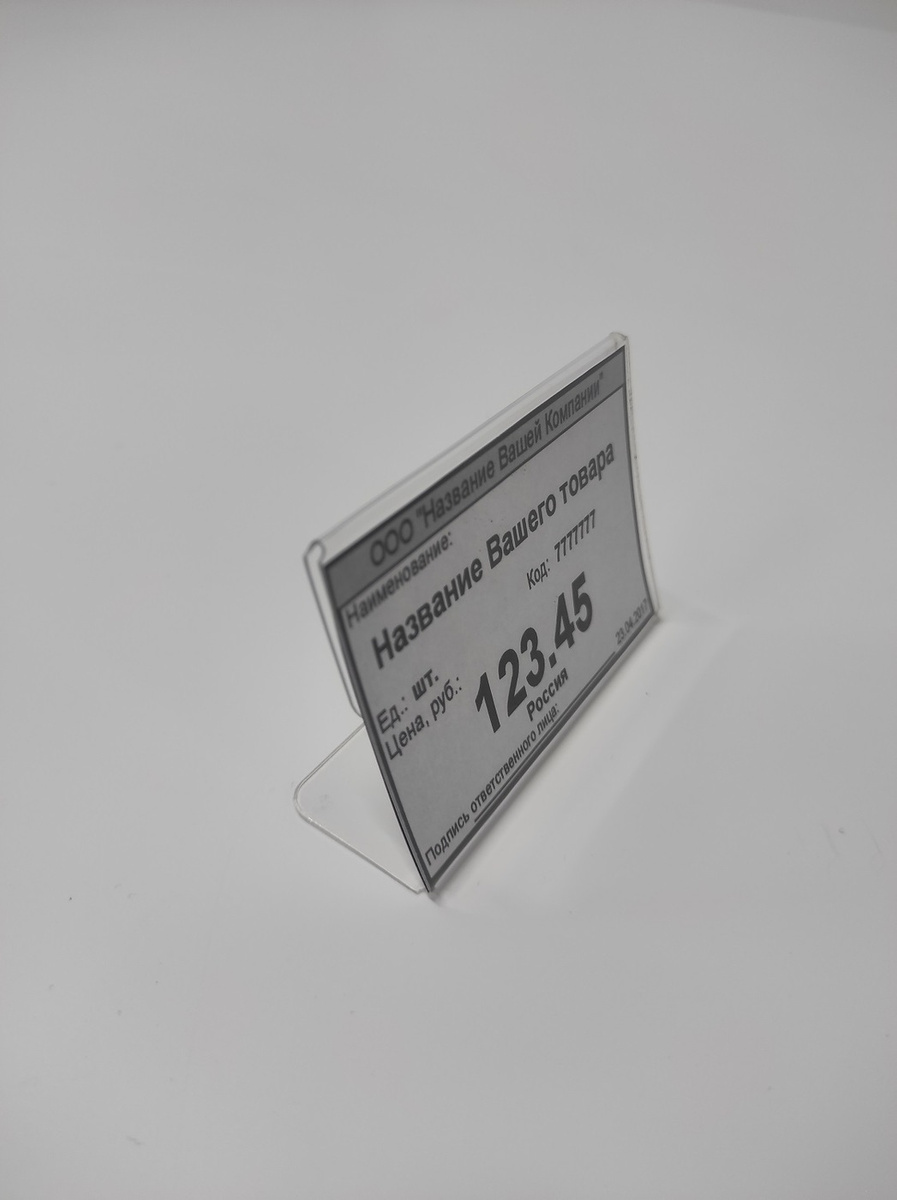 ООО "Название Вашей Компании"
Наименование:
Название Вашего товара
Код: 7777777
Ед.: шт.
Цена, руб.: 123.45
Россия
Подпись ответственного лица: 23.04.2017